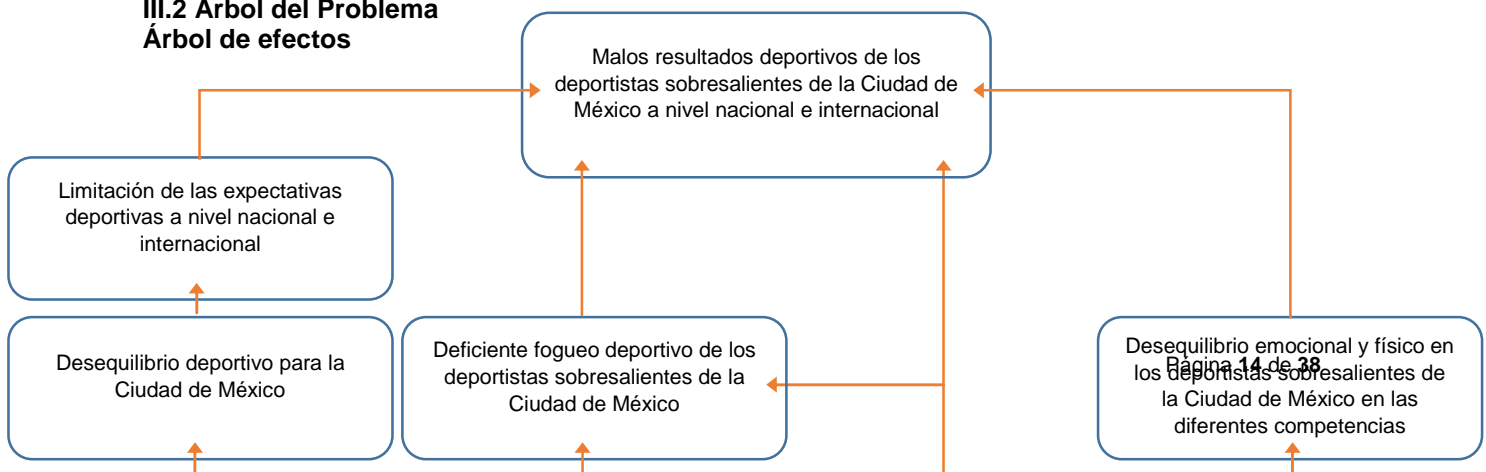 III.2 Árbol del Problema
Árbol de efectos
Malos resultados deportivos de los
deportistas sobresalientes de la Ciudad de
México a nivel nacional e internacional
Limitación de las expectativas
deportivas a nivel nacional e
internacional
Desequilibrio deportivo para la
Ciudad de México
Deficiente fogueo deportivo de los
deportistas sobresalientes de la
Ciudad de México
Desequilibrio emocional y físico en
los deportistas sobresalientes de
la Ciudad de México en las
diferentes competencias
Página 14 de 38